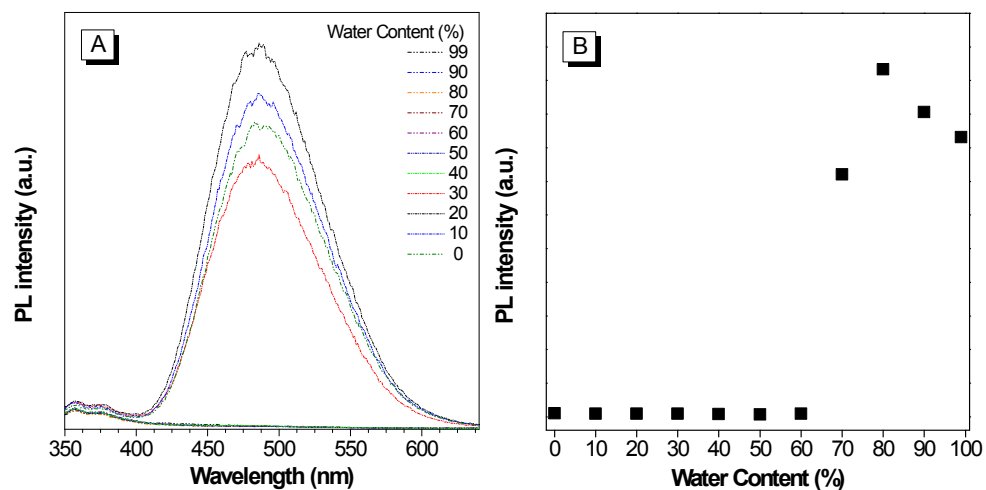 A
Water Content (%)
99
90
80
70
60
50
40
30
20
10
0
PL intensity (a.u.)
350 400 450 500 550 600
Wavelength (nm)
B
PL intensity (a.u.)
0 10 20 30 40 50 60 70 80 90 100
Water Content (%)